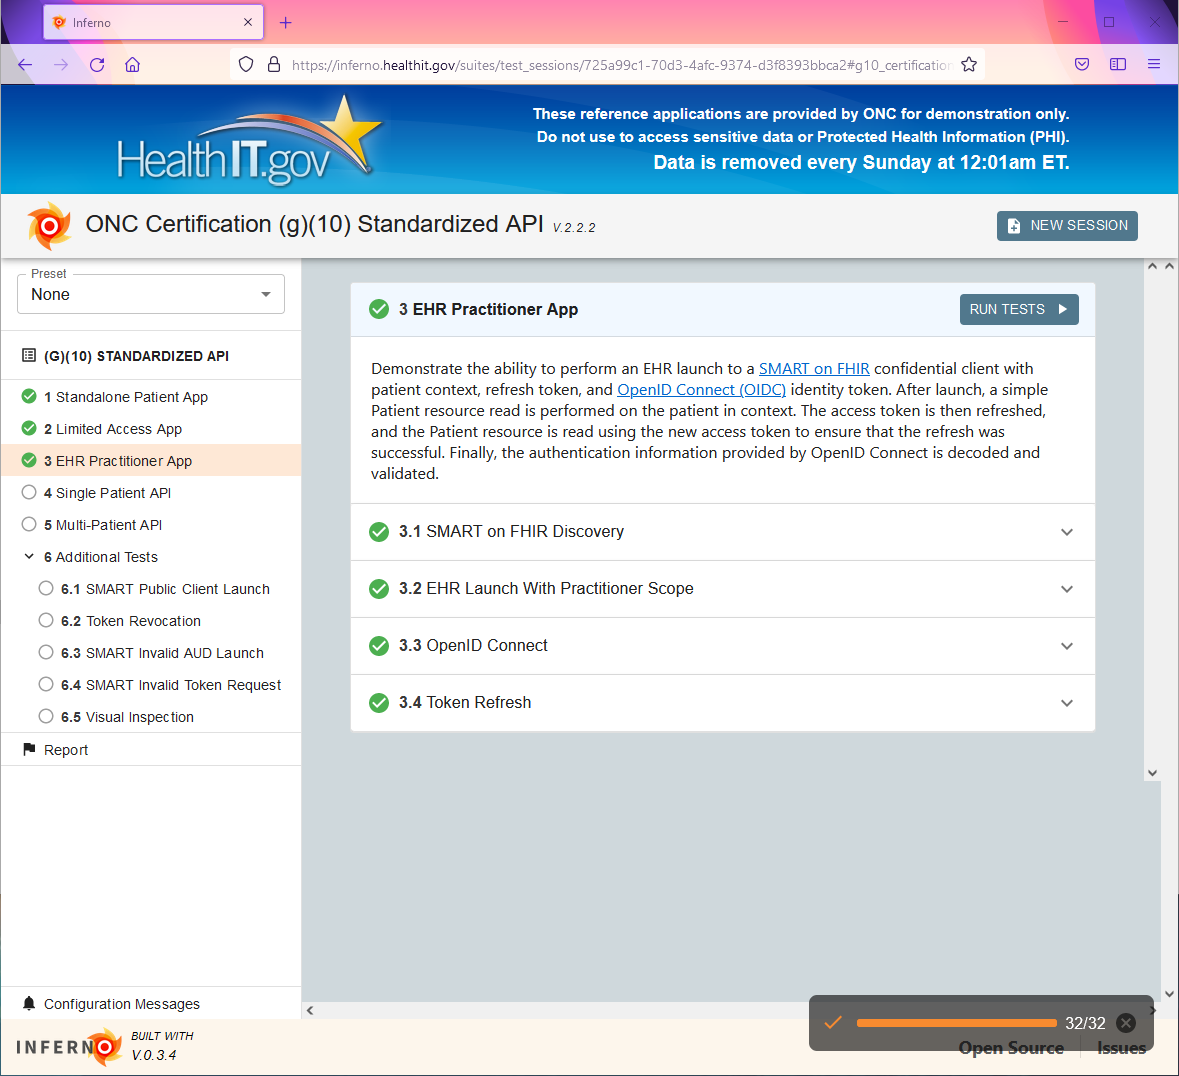 Inferno
https://inferno.healthit.gov/suites/test_sessions/725a99c1-70d3-4afc-9374-d3f8393bbca2#g10_certification
HealthIT.gov
These reference applications are provided by ONC for demonstration only.
Do not use to access sensitive data or Protected Health Information (PHI).
Data is removed every Sunday at 12:01am ET.
ONC Certification (g)(10) Standardized API V.2.2.2
NEW SESSION
Preset
None
(G)(10) STANDARDIZED API
1 Standalone Patient App
2 Limited Access App
3 EHR Practitioner App
4 Single Patient API
5 Multi-Patient API
6 Additional Tests
6.1 SMART Public Client Launch
6.2 Token Revocation
6.3 SMART Invalid AUD Launch
6.4 SMART Invalid Token Request
6.5 Visual Inspection
Report
3 EHR Practitioner App
RUN TESTS
Demonstrate the ability to perform an EHR launch to a SMART on FHIR confidential client with
patient context, refresh token, and OpenID Connect (OIDC) identity token. After launch, a simple
Patient resource read is performed on the patient in context. The access token is then refreshed,
and the Patient resource is read using the new access token to ensure that the refresh was
successful. Finally, the authentication information provided by OpenID Connect is decoded and
validated.
3.1 SMART on FHIR Discovery
3.2 EHR Launch With Practitioner Scope
3.3 OpenID Connect
3.4 Token Refresh
Configuration Messages
INFERNO
BUILT WITH
V.0.3.4
32/32
Open Source
Issues